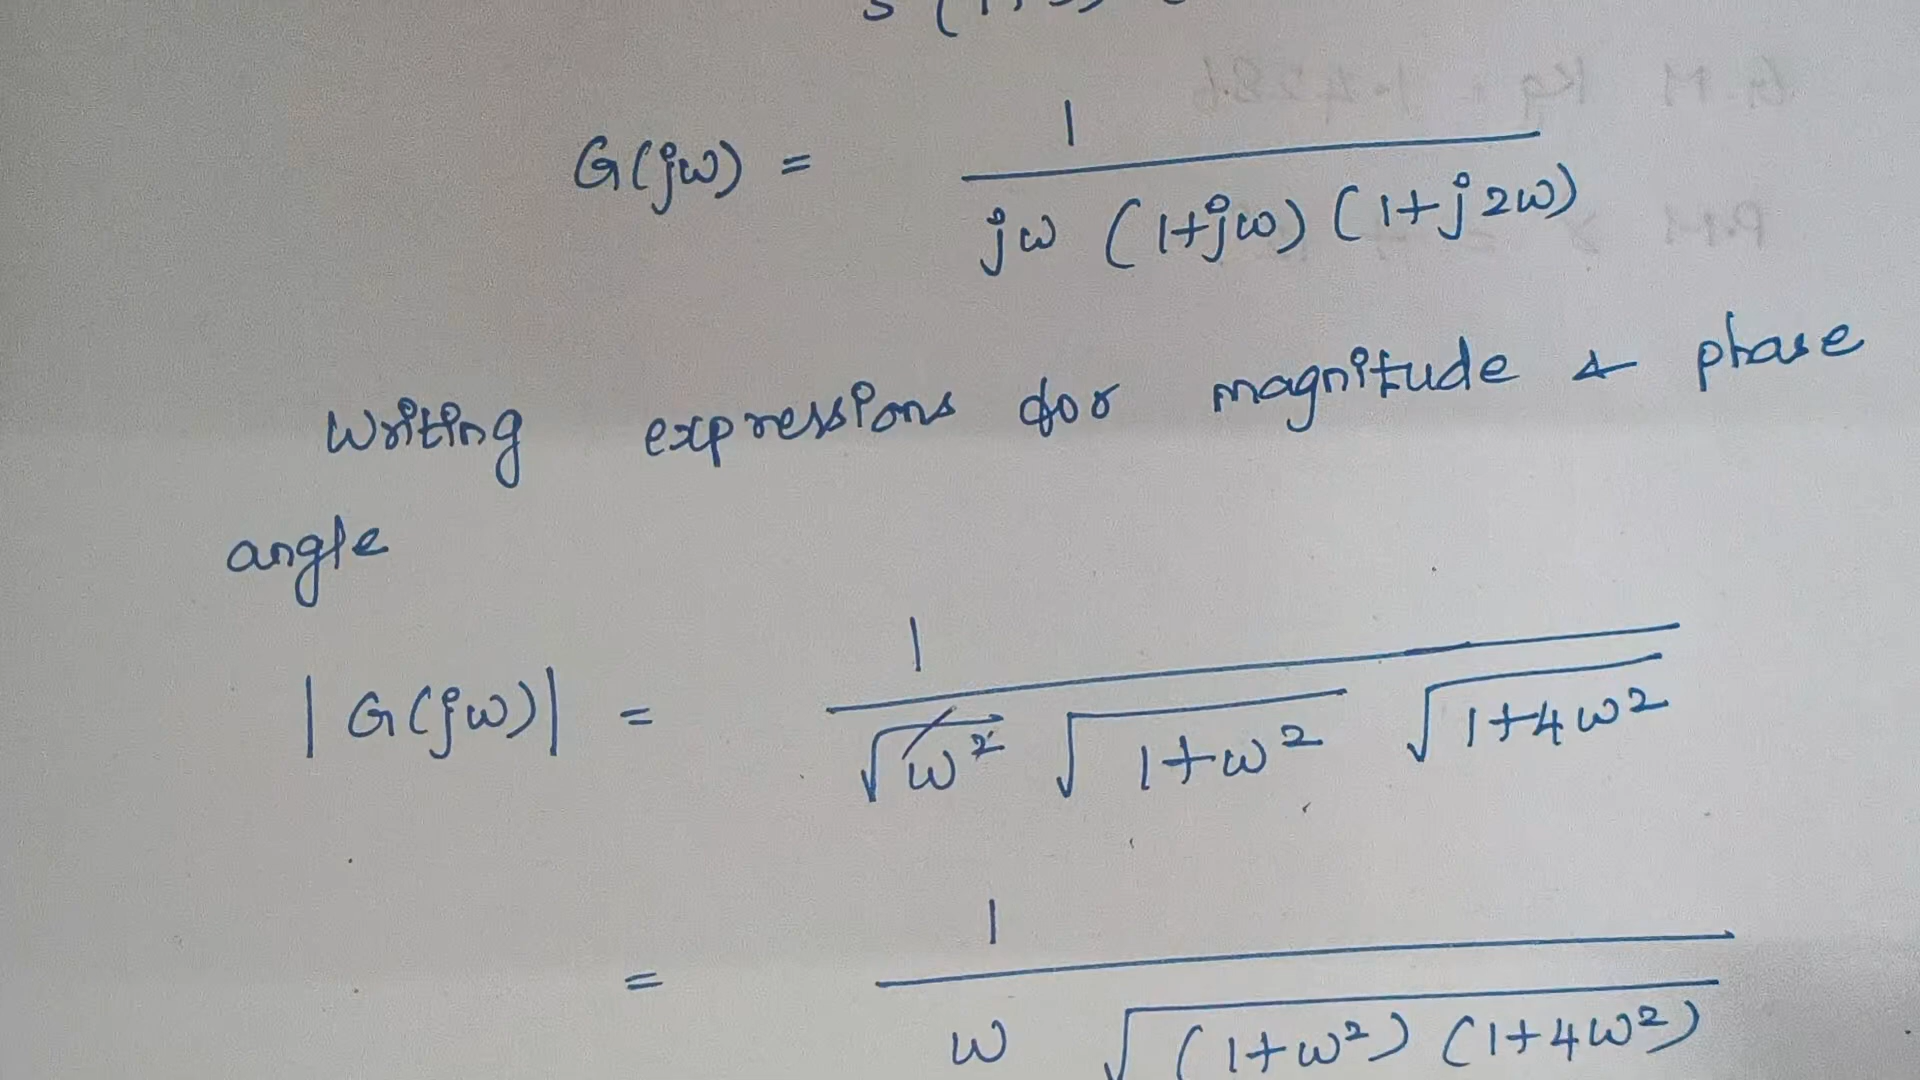 G(jω) = 1 / jω (1+jω) (1+j2ω)
Writing expressions for magnitude & phase
angle
|G(jω)| = 1 / √ω² √1+ω² √1+4ω²
= 1 / ω √(1+ω²) (1+4ω²)